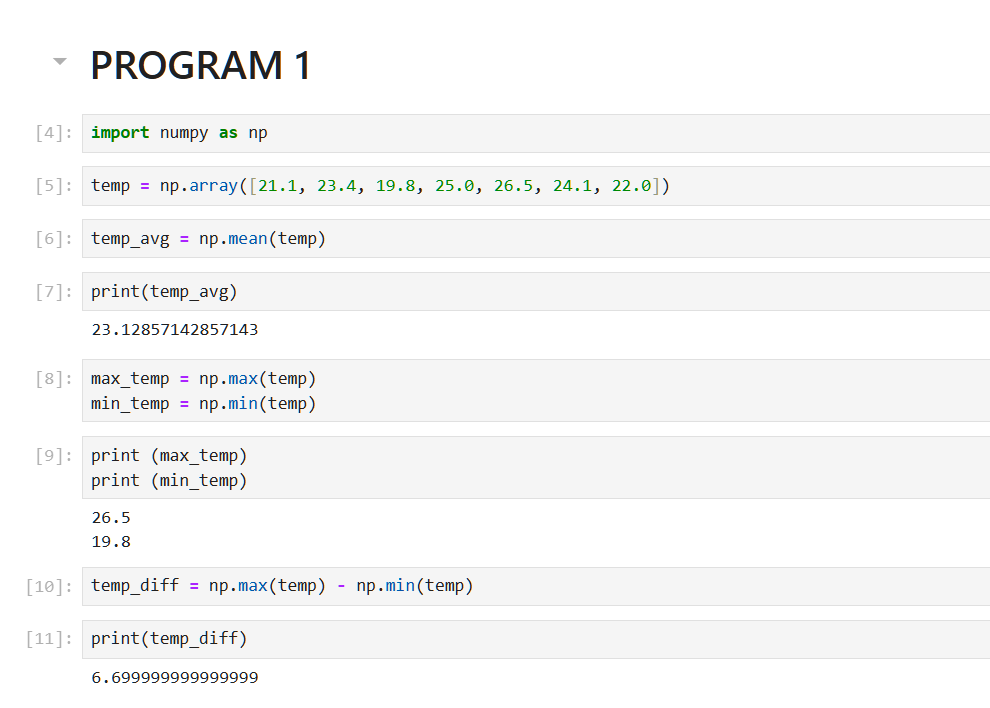 PROGRAM 1
[4]: import numpy as np
[5]: temp = np.array([21.1, 23.4, 19.8, 25.0, 26.5, 24.1, 22.0])
[6]: temp_avg = np.mean(temp)
[7]: print(temp_avg)
23.12857142857143
[8]: max_temp = np.max(temp)
min_temp = np.min(temp)
[9]: print (max_temp)
print (min_temp)
26.5
19.8
[10]: temp_diff = np.max(temp) - np.min(temp)
[11]: print(temp_diff)
6.699999999999999